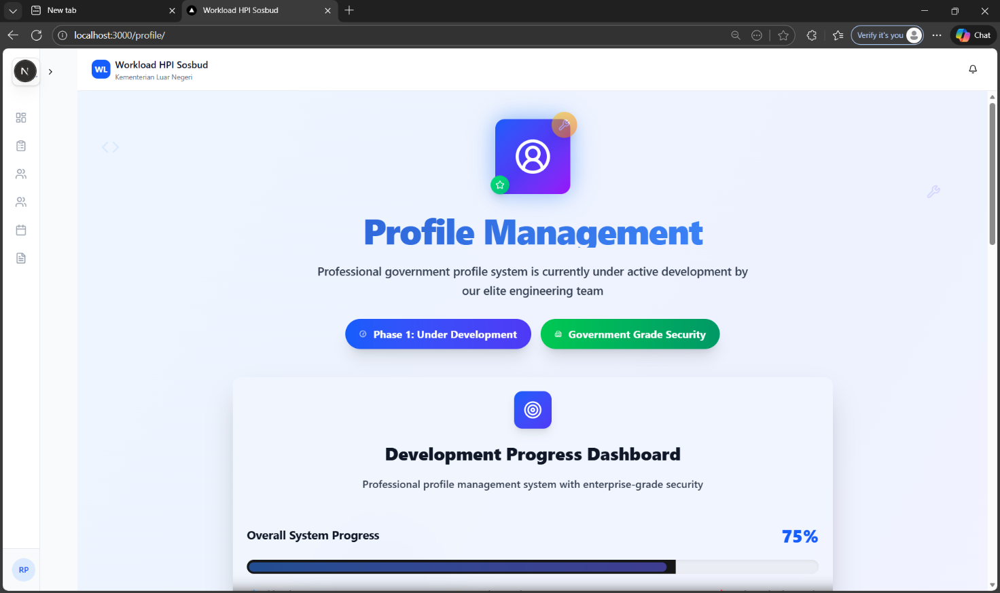 New tab
Workload HPI Sosbud
localhost:3000/profile/
Verify it's you
Chat
N
WL
Workload HPI Sosbud
Kementerian Luar Negeri
Profile Management
Professional government profile system is currently under active development by
our elite engineering team
Phase 1: Under Development
Government Grade Security
Development Progress Dashboard
Professional profile management system with enterprise-grade security
Overall System Progress
75%
RP